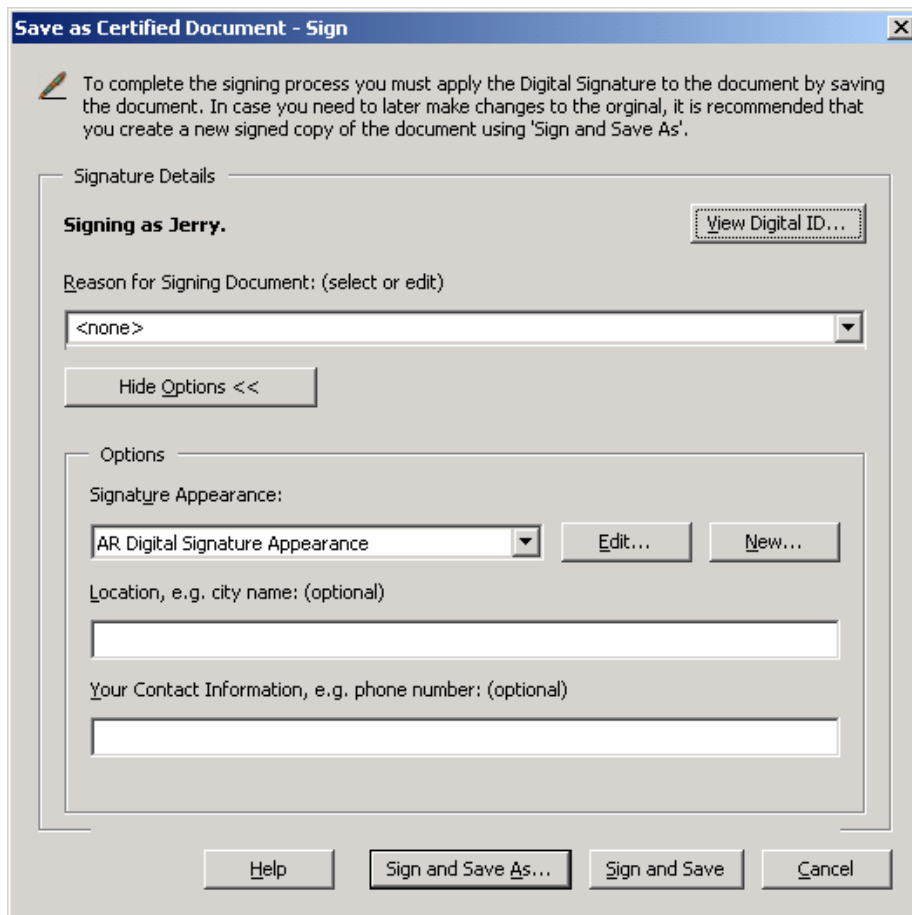 Save as Certified Document - Sign
To complete the signing process you must apply the Digital Signature to the document by saving
the document. In case you need to later make changes to the orginal, it is recommended that
you create a new signed copy of the document using 'Sign and Save As'.
Signature Details
Signing as Jerry.
View Digital ID...
Reason for Signing Document: (select or edit)
<none>
Hide Options <<
Options
Signature Appearance:
AR Digital Signature Appearance
Edit...
New...
Location, e.g. city name: (optional)
Your Contact Information, e.g. phone number: (optional)
Help
Sign and Save As...
Sign and Save
Cancel